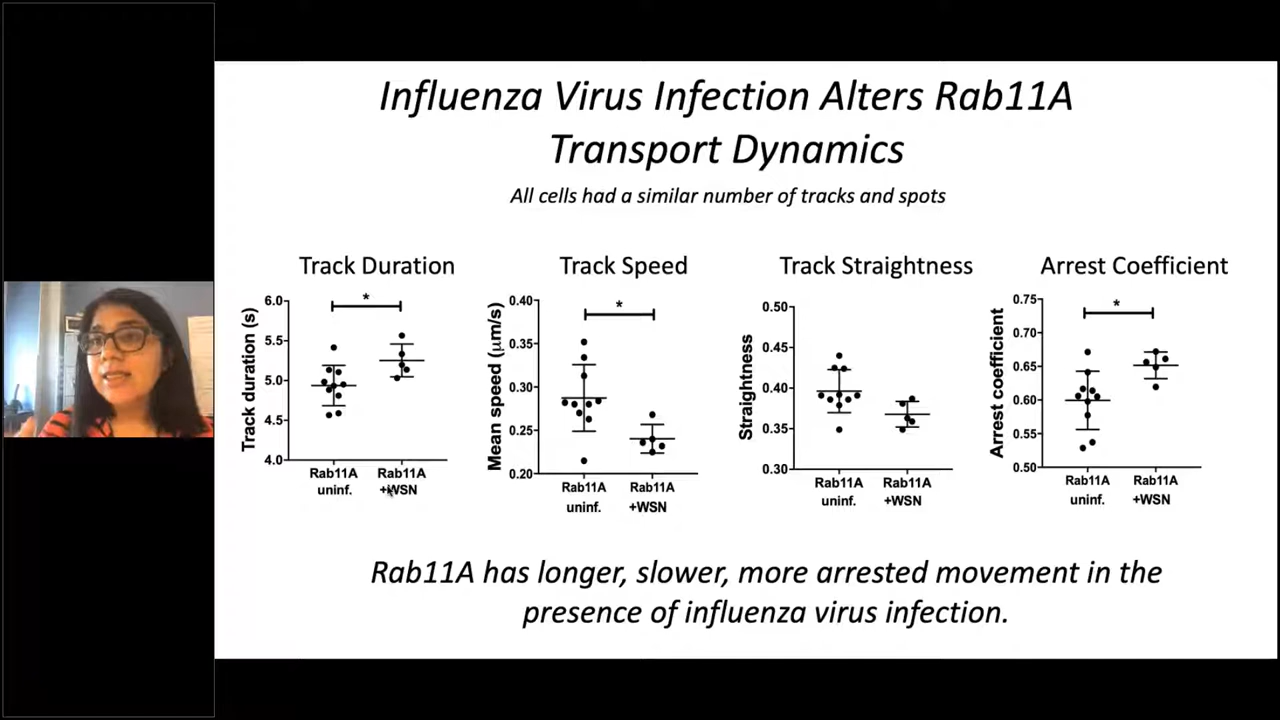 Influenza Virus Infection Alters Rab11A
Transport Dynamics
All cells had a similar number of tracks and spots
Track Duration
Track duration (s)
6.0
5.5
5.0
4.5
4.0
*
Rab11A
uninf.
Rab11A
+WSN
Track Speed
Mean speed (µm/s)
0.40
0.35
0.30
0.25
0.20
*
Rab11A
uninf.
Rab11A
+WSN
Track Straightness
Straightness
0.50
0.45
0.40
0.35
0.30
Rab11A
uninf.
Rab11A
+WSN
Arrest Coefficient
Arrest coefficient
0.75
0.70
0.65
0.60
0.55
0.50
*
Rab11A
uninf.
Rab11A
+WSN
Rab11A has longer, slower, more arrested movement in the
presence of influenza virus infection.